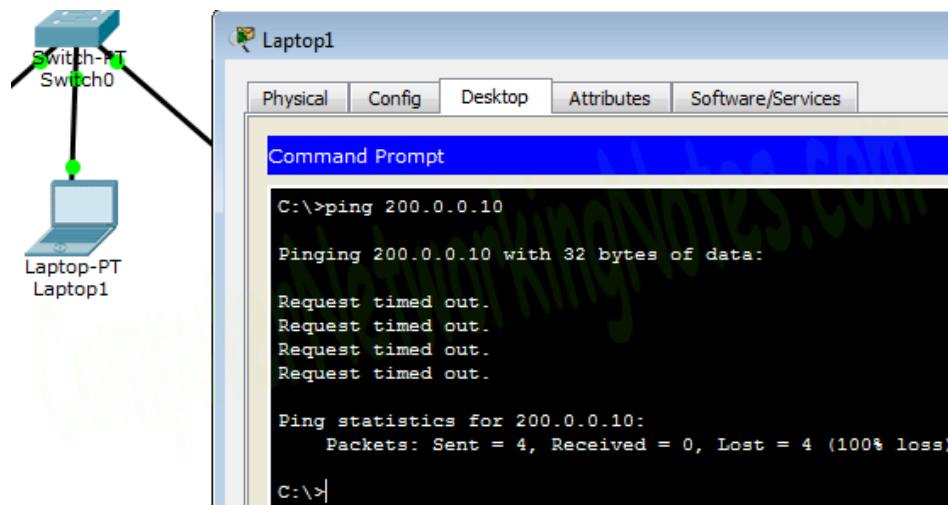 Switch-PT
Switch0
Laptop-PT
Laptop1
Laptop1
Physical
Config
Desktop
Attributes
Software/Services
Command Prompt
C:\>ping 200.0.0.10
Pinging 200.0.0.10 with 32 bytes of data:
Request timed out.
Request timed out.
Request timed out.
Request timed out.
Ping statistics for 200.0.0.10:
Packets: Sent = 4, Received = 0, Lost = 4 (100% loss)
C:\>
ComputerNetworkingNotes.com